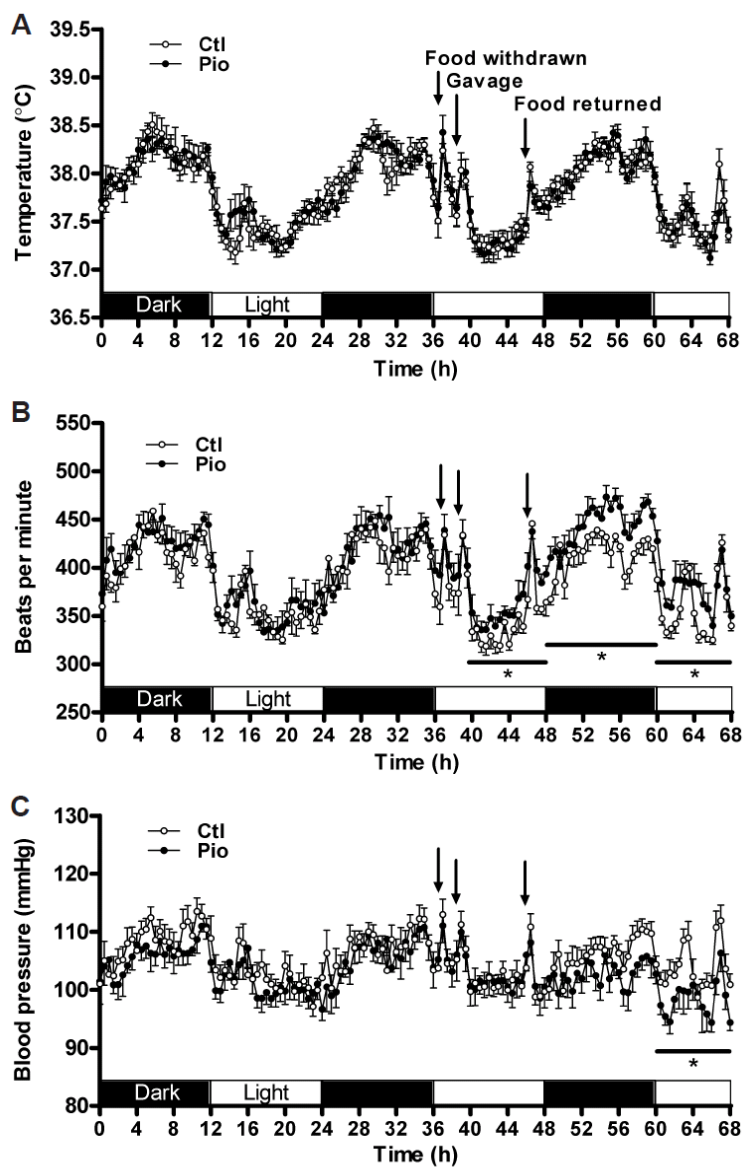 A
39.5
39.0
38.5
38.0
37.5
37.0
36.5
Temperature (°C)
Ctl
Pio
Food withdrawn
Gavage
Food returned
Dark
Light
0 4 8 12 16 20 24 28 32 36 40 44 48 52 56 60 64 68
Time (h)
B
550
500
450
400
350
300
250
Beats per minute
Ctl
Pio
* * *
Dark
Light
0 4 8 12 16 20 24 28 32 36 40 44 48 52 56 60 64 68
Time (h)
C
130
120
110
100
90
80
Blood pressure (mmHg)
Ctl
Pio
*
Dark
Light
0 4 8 12 16 20 24 28 32 36 40 44 48 52 56 60 64 68
Time (h)